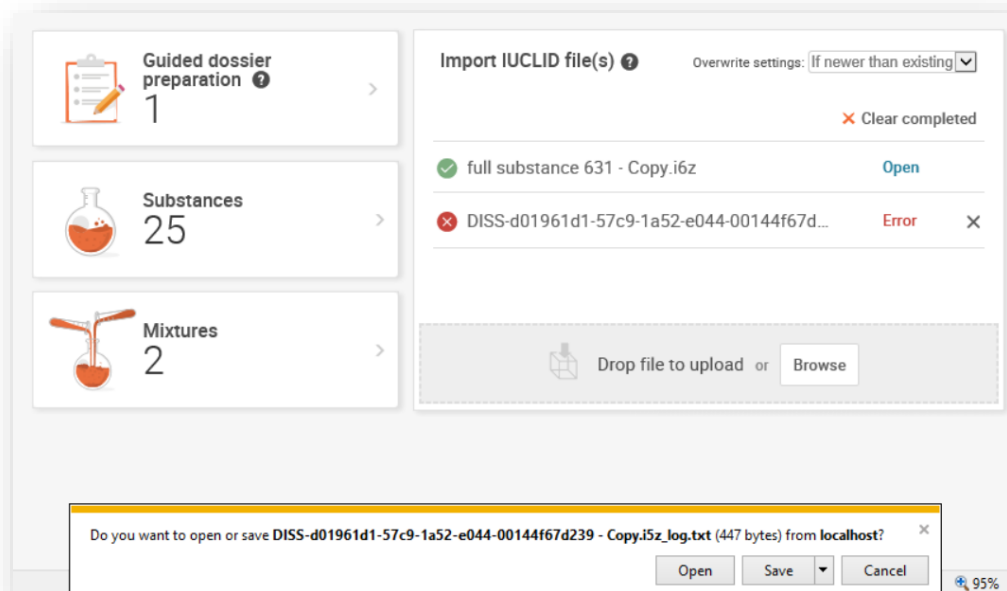 Guided dossier
preparation ?
1
Substances
25
Mixtures
2
Import IUCLID file(s) ?
Overwrite settings: If newer than existing
Clear completed
full substance 631 - Copy.i6z Open
DISS-d01961d1-57c9-1a52-e044-00144f67d... Error
Drop file to upload or Browse
Do you want to open or save DISS-d01961d1-57c9-1a52-e044-00144f67d239 - Copy.i5z_log.txt (447 bytes) from localhost?
Open Save Cancel
95%